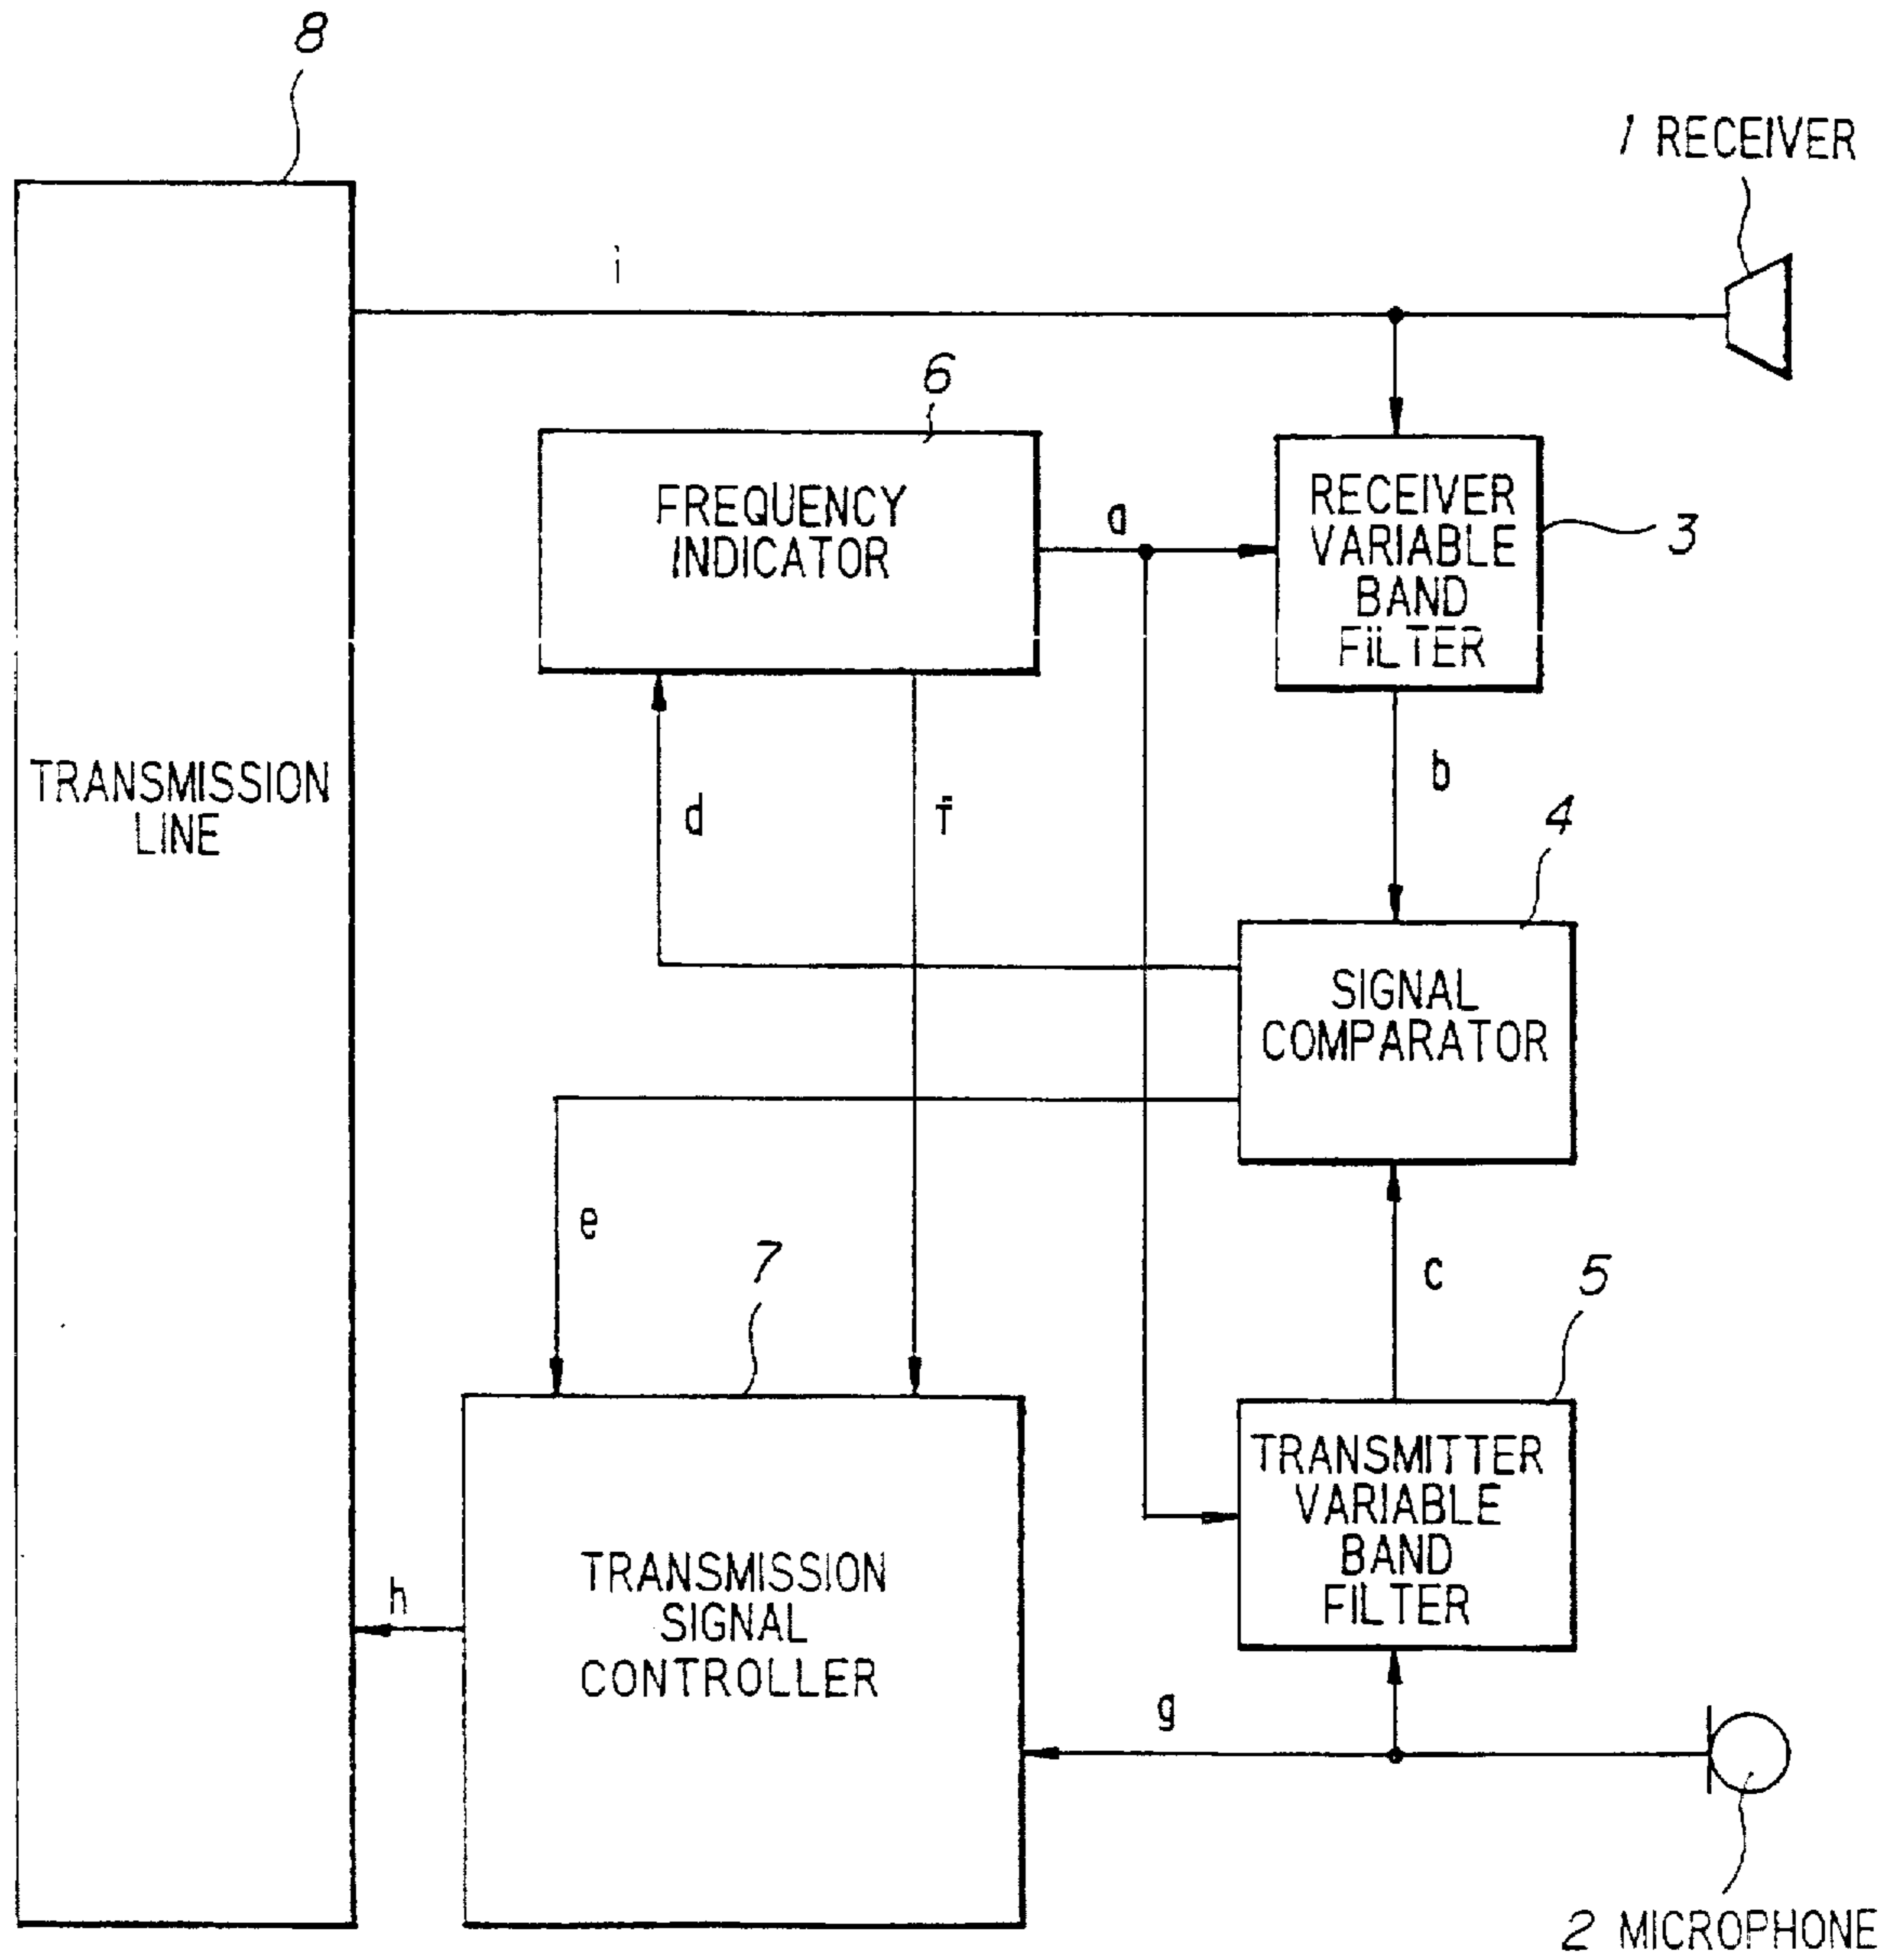 8
1 RECEIVER
i
6
FREQUENCY
INDICATOR
a
RECEIVER
VARIABLE
BAND
FILTER
3
TRANSMISSION
LINE
d
f
b
4
SIGNAL
COMPARATOR
e
7
c
5
TRANSMITTER
VARIABLE
BAND
FILTER
h
TRANSMISSION
SIGNAL
CONTROLLER
g
2 MICROPHONE